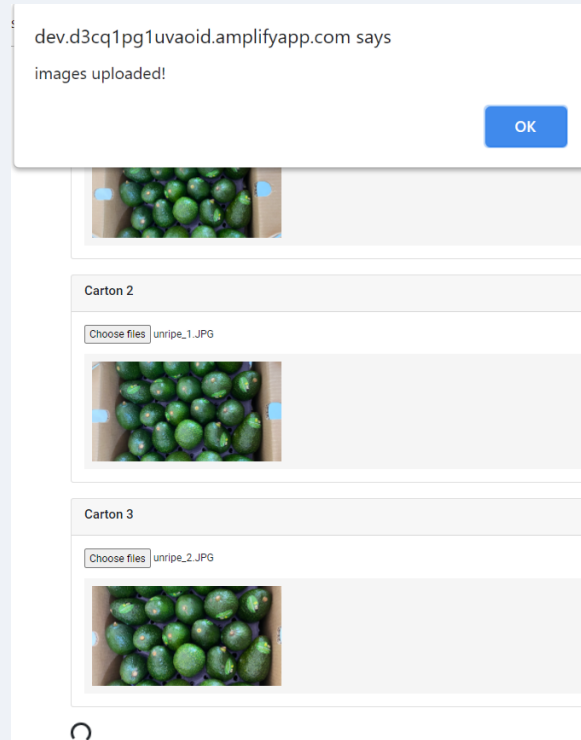 dev.d3cq1pg1uvaoid.amplifyapp.com says
images uploaded!
OK
Carton 2
Choose files unripe_1.JPG
Carton 3
Choose files unripe_2.JPG